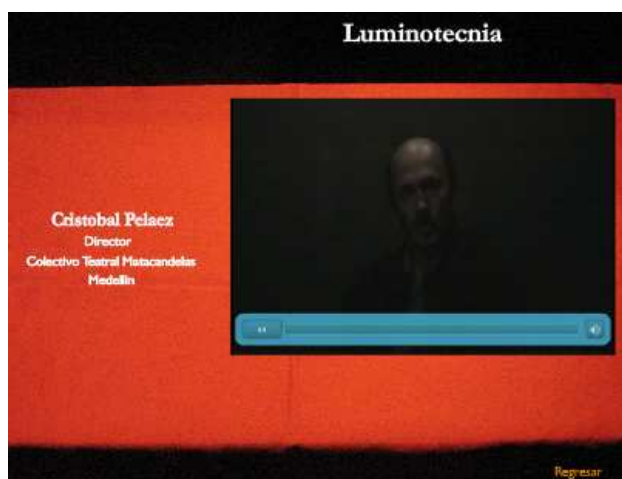 Luminotecnia
Cristobal Pelaez
Director
Colectivo Teatral Matacandelas
Medellin
Regresar